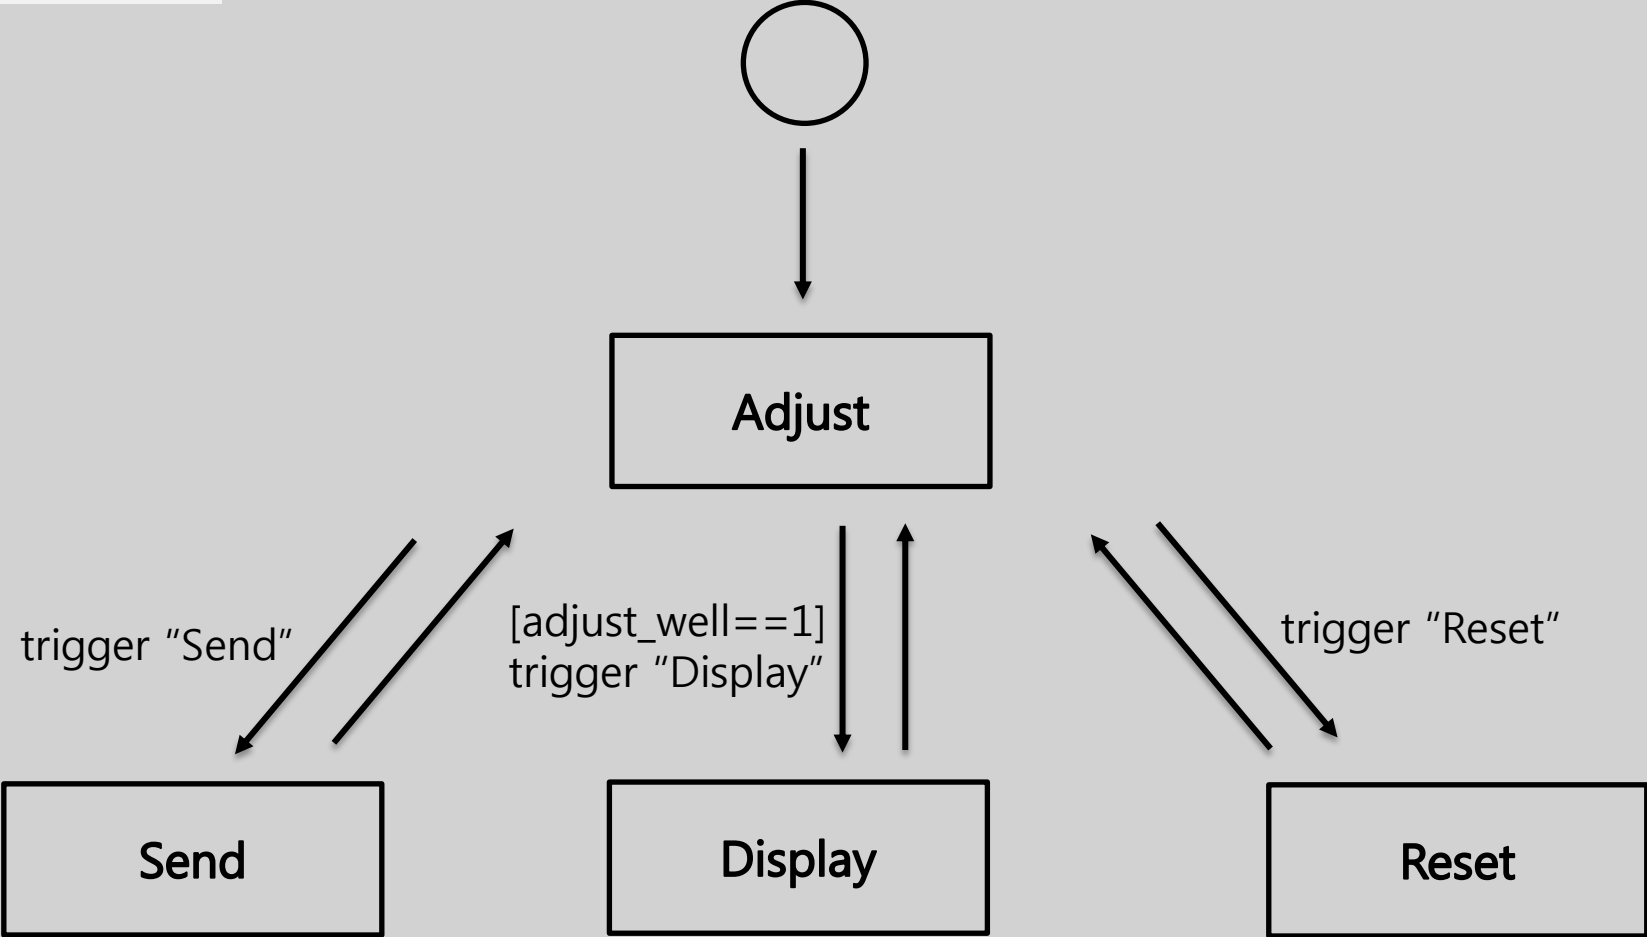 Adjust
trigger “Send”
[adjust_well==1]
trigger “Display”
trigger “Reset”
Send
Display
Reset